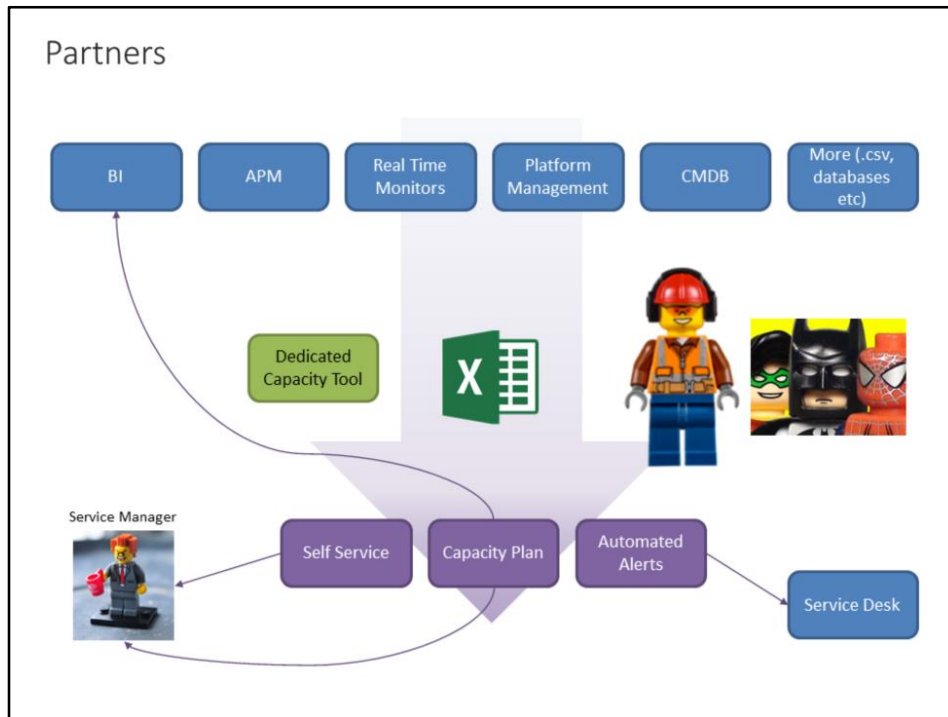 Partners
BI
APM
Real Time
Monitors
Platform
Management
CMDB
More (.csv,
databases
etc)
Dedicated
Capacity Tool
X
Service Manager
Self Service
Capacity Plan
Automated
Alerts
Service Desk